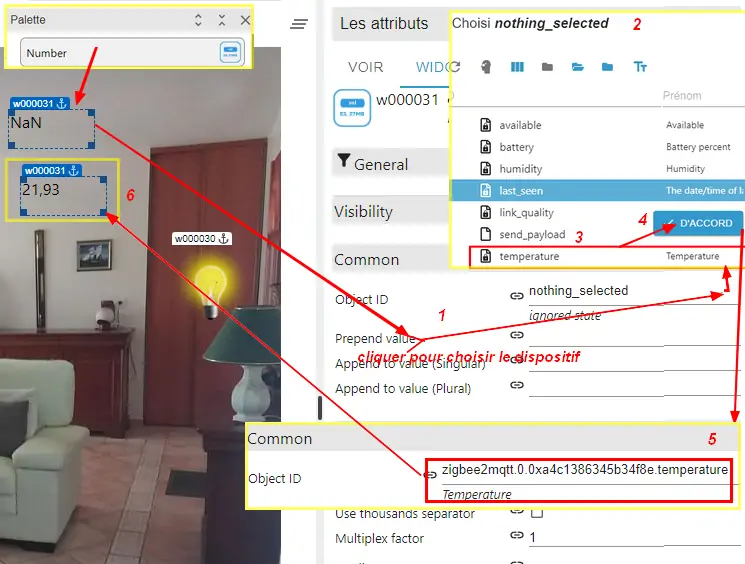 Palette
Number
NaN
w000031
21,93
w000031
6
w000030
Les attributs
VOIR
WIDG
w000031
General
Visibility
Common
Object ID
nothing_selected
ignored state
1
Prepend value
cliquer pour choisir le dispositif
Append to value (Singular)
Append to value (Plural)
Choisi nothing_selected
2
Prénom
available
Available
battery
Battery percent
humidity
Humidity
last_seen
The date/time of la
link_quality
4
D'ACCORD
send_payload
3
temperature
Temperature
Common
5
Object ID
zigbee2mqtt.0.0xa4c1386345b34f8e.temperature
Temperature
Use thousands separator
Multiplex factor
1